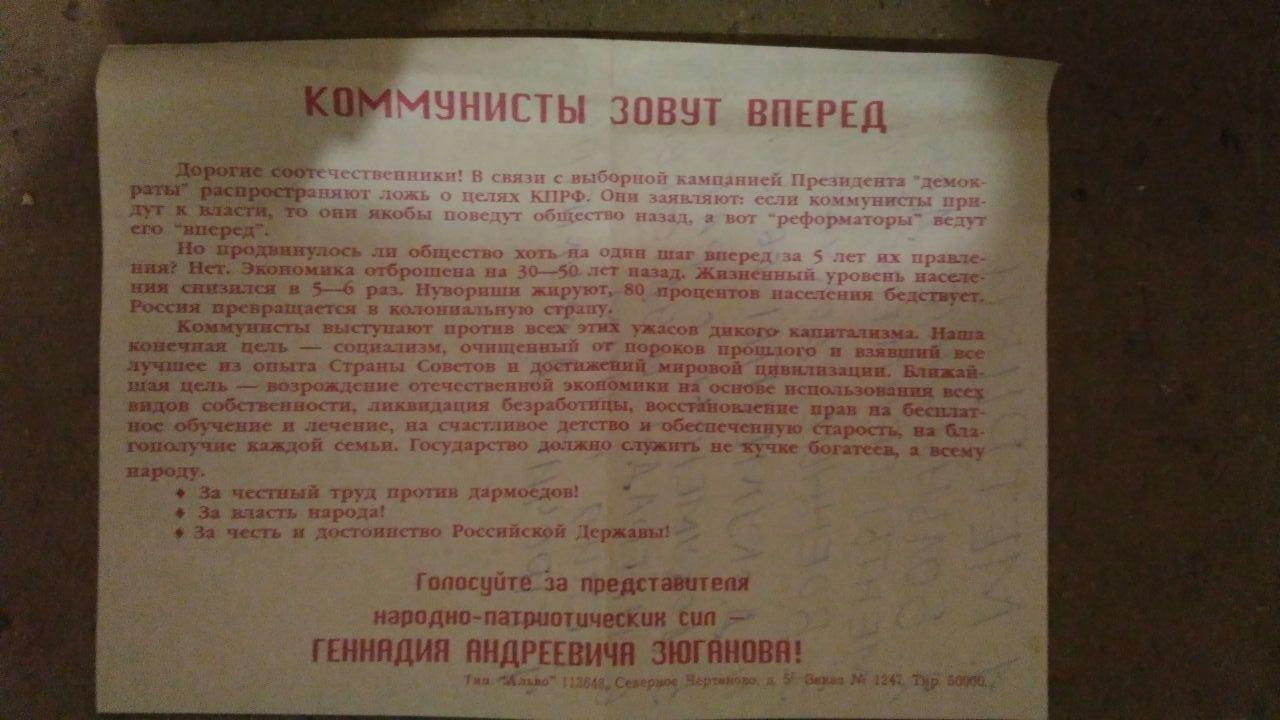 КОММУНИСТЫ ЗОВУТ ВПЕРЕД
Дорогие соотечественники! В связи с выборной кампанией Президента "демок-
раты" распространяют ложь о целях КПРФ. Они заявляют: если коммунисты при-
дут к власти, то они якобы поведут общество назад, а вот "реформаторы" ведут
его "вперед".
Но продвинулось ли общество хоть на один шаг вперед за 5 лет их правле-
ния? Нет. Экономика отброшена на 30—50 лет назад. Жизненный уровень населе-
ния снизился в 5—6 раз. Нувориши жируют, 80 процентов населения бедствует.
Россия превращается в колониальную страну.
Коммунисты выступают против всех этих ужасов дикого капитализма. Наша
конечная цель — социализм, очищенный от пороков прошлого и взявший все
лучшее из опыта Страны Советов и достижений мировой цивилизации. Ближай-
шая цель — возрождение отечественной экономики на основе использования всех
видов собственности, ликвидация безработицы, восстановление прав на бесплат-
ное обучение и лечение, на счастливое детство и обеспеченную старость, на бла-
гополучие каждой семьи. Государство должно служить не кучке богатеев, а всему
народу.
♦ За честный труд против дармоедов!
♦ За власть народа!
♦ За честь и достоинство Российской Державы!
Голосуйте за представителя
народно-патриотических сил —
ГЕННАДИЯ АНДРЕЕВИЧА ЗЮГАНОВА!
Тип. 113648, Северное Чертаново, д. Заказ № 1247. Тир. 50000.